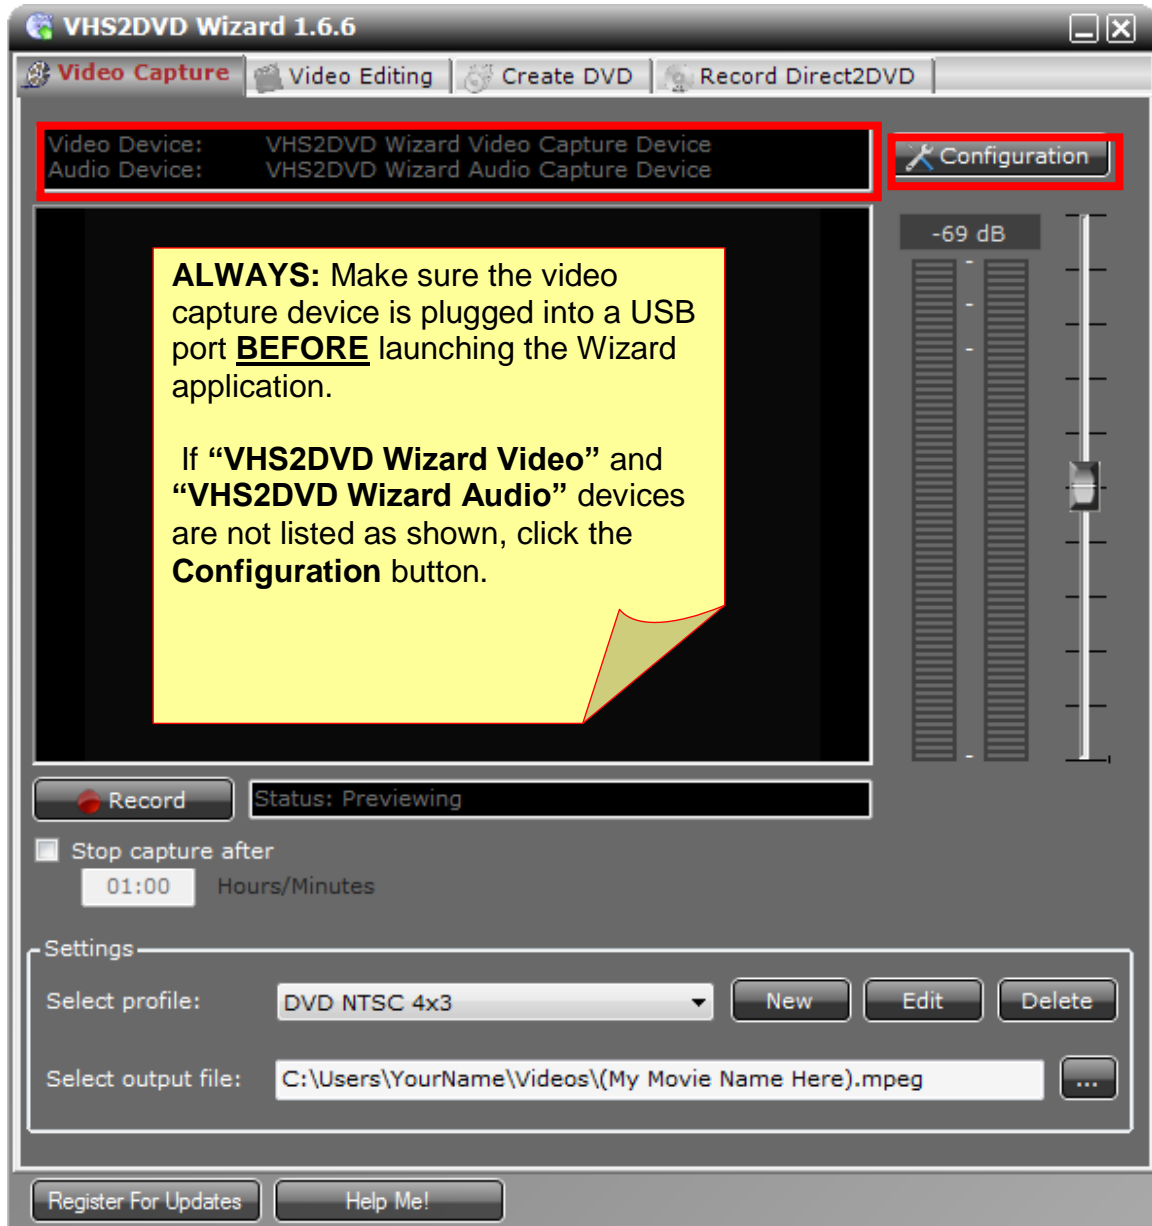 VHS2DVD Wizard 1.6.6
Video Capture
Video Editing
Create DVD
Record Direct2DVD
Video Device: VHS2DVD Wizard Video Capture Device
Audio Device: VHS2DVD Wizard Audio Capture Device
Configuration
-69 dB
ALWAYS: Make sure the video
capture device is plugged into a USB
port BEFORE launching the Wizard
application.
If “VHS2DVD Wizard Video” and
“VHS2DVD Wizard Audio” devices
are not listed as shown, click the
Configuration button.
Record
Status: Previewing
Stop capture after
01:00 Hours/Minutes
Settings
Select profile: DVD NTSC 4x3 New Edit Delete
Select output file: C:\Users\YourName\Videos\(My Movie Name Here).mpeg ...
Register For Updates
Help Me!